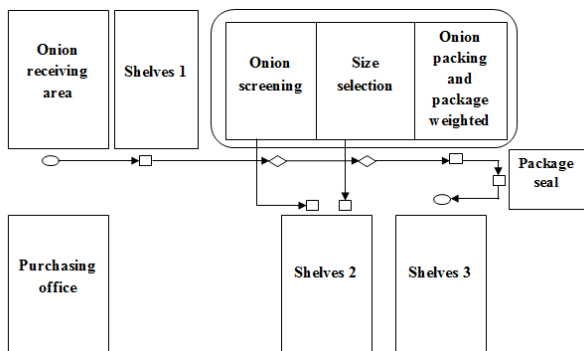 Onion
receiving
area
Shelves 1
Onion
screening
Size
selection
Onion
packing
and
package
weighted
Package
seal
Purchasing
office
Shelves 2
Shelves 3